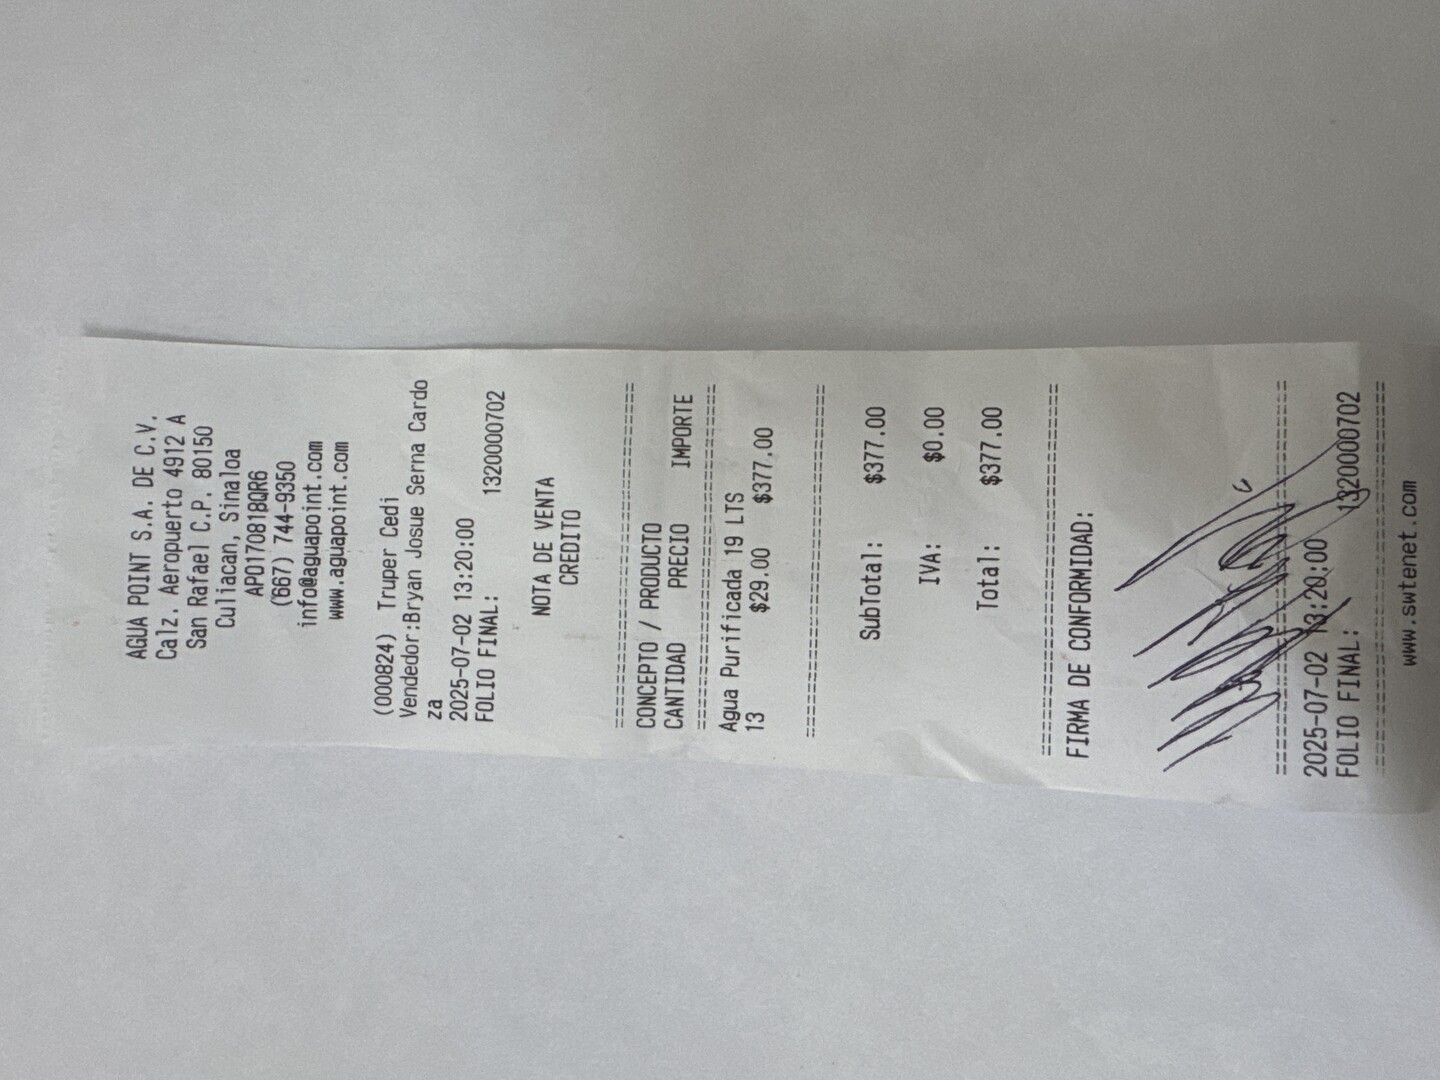 AGUA POINT S.A. DE C.V.
Calz. Aeropuerto 4912 A
San Rafael C.P. 80150
Culiacan, Sinaloa
APO170818QR6
(667) 744-9350
info@aguapoint.com
www.aguapoint.com
(000824) Truper Cedi
Vendedor:Bryan Josue Serna Cardo
za
2025-07-02 13:20:00
FOLIO FINAL: 1320000702
NOTA DE VENTA
CREDITO
================================
CONCEPTO / PRODUCTO
CANTIDAD PRECIO IMPORTE
================================
Agua Purificada 19 LTS
13 $29.00 $377.00
================================
SubTotal: $377.00
IVA: $0.00
Total: $377.00
================================
FIRMA DE CONFORMIDAD:
================================
2025-07-02 13:20:00
FOLIO FINAL: 1320000702
================================
www.swtenet.com